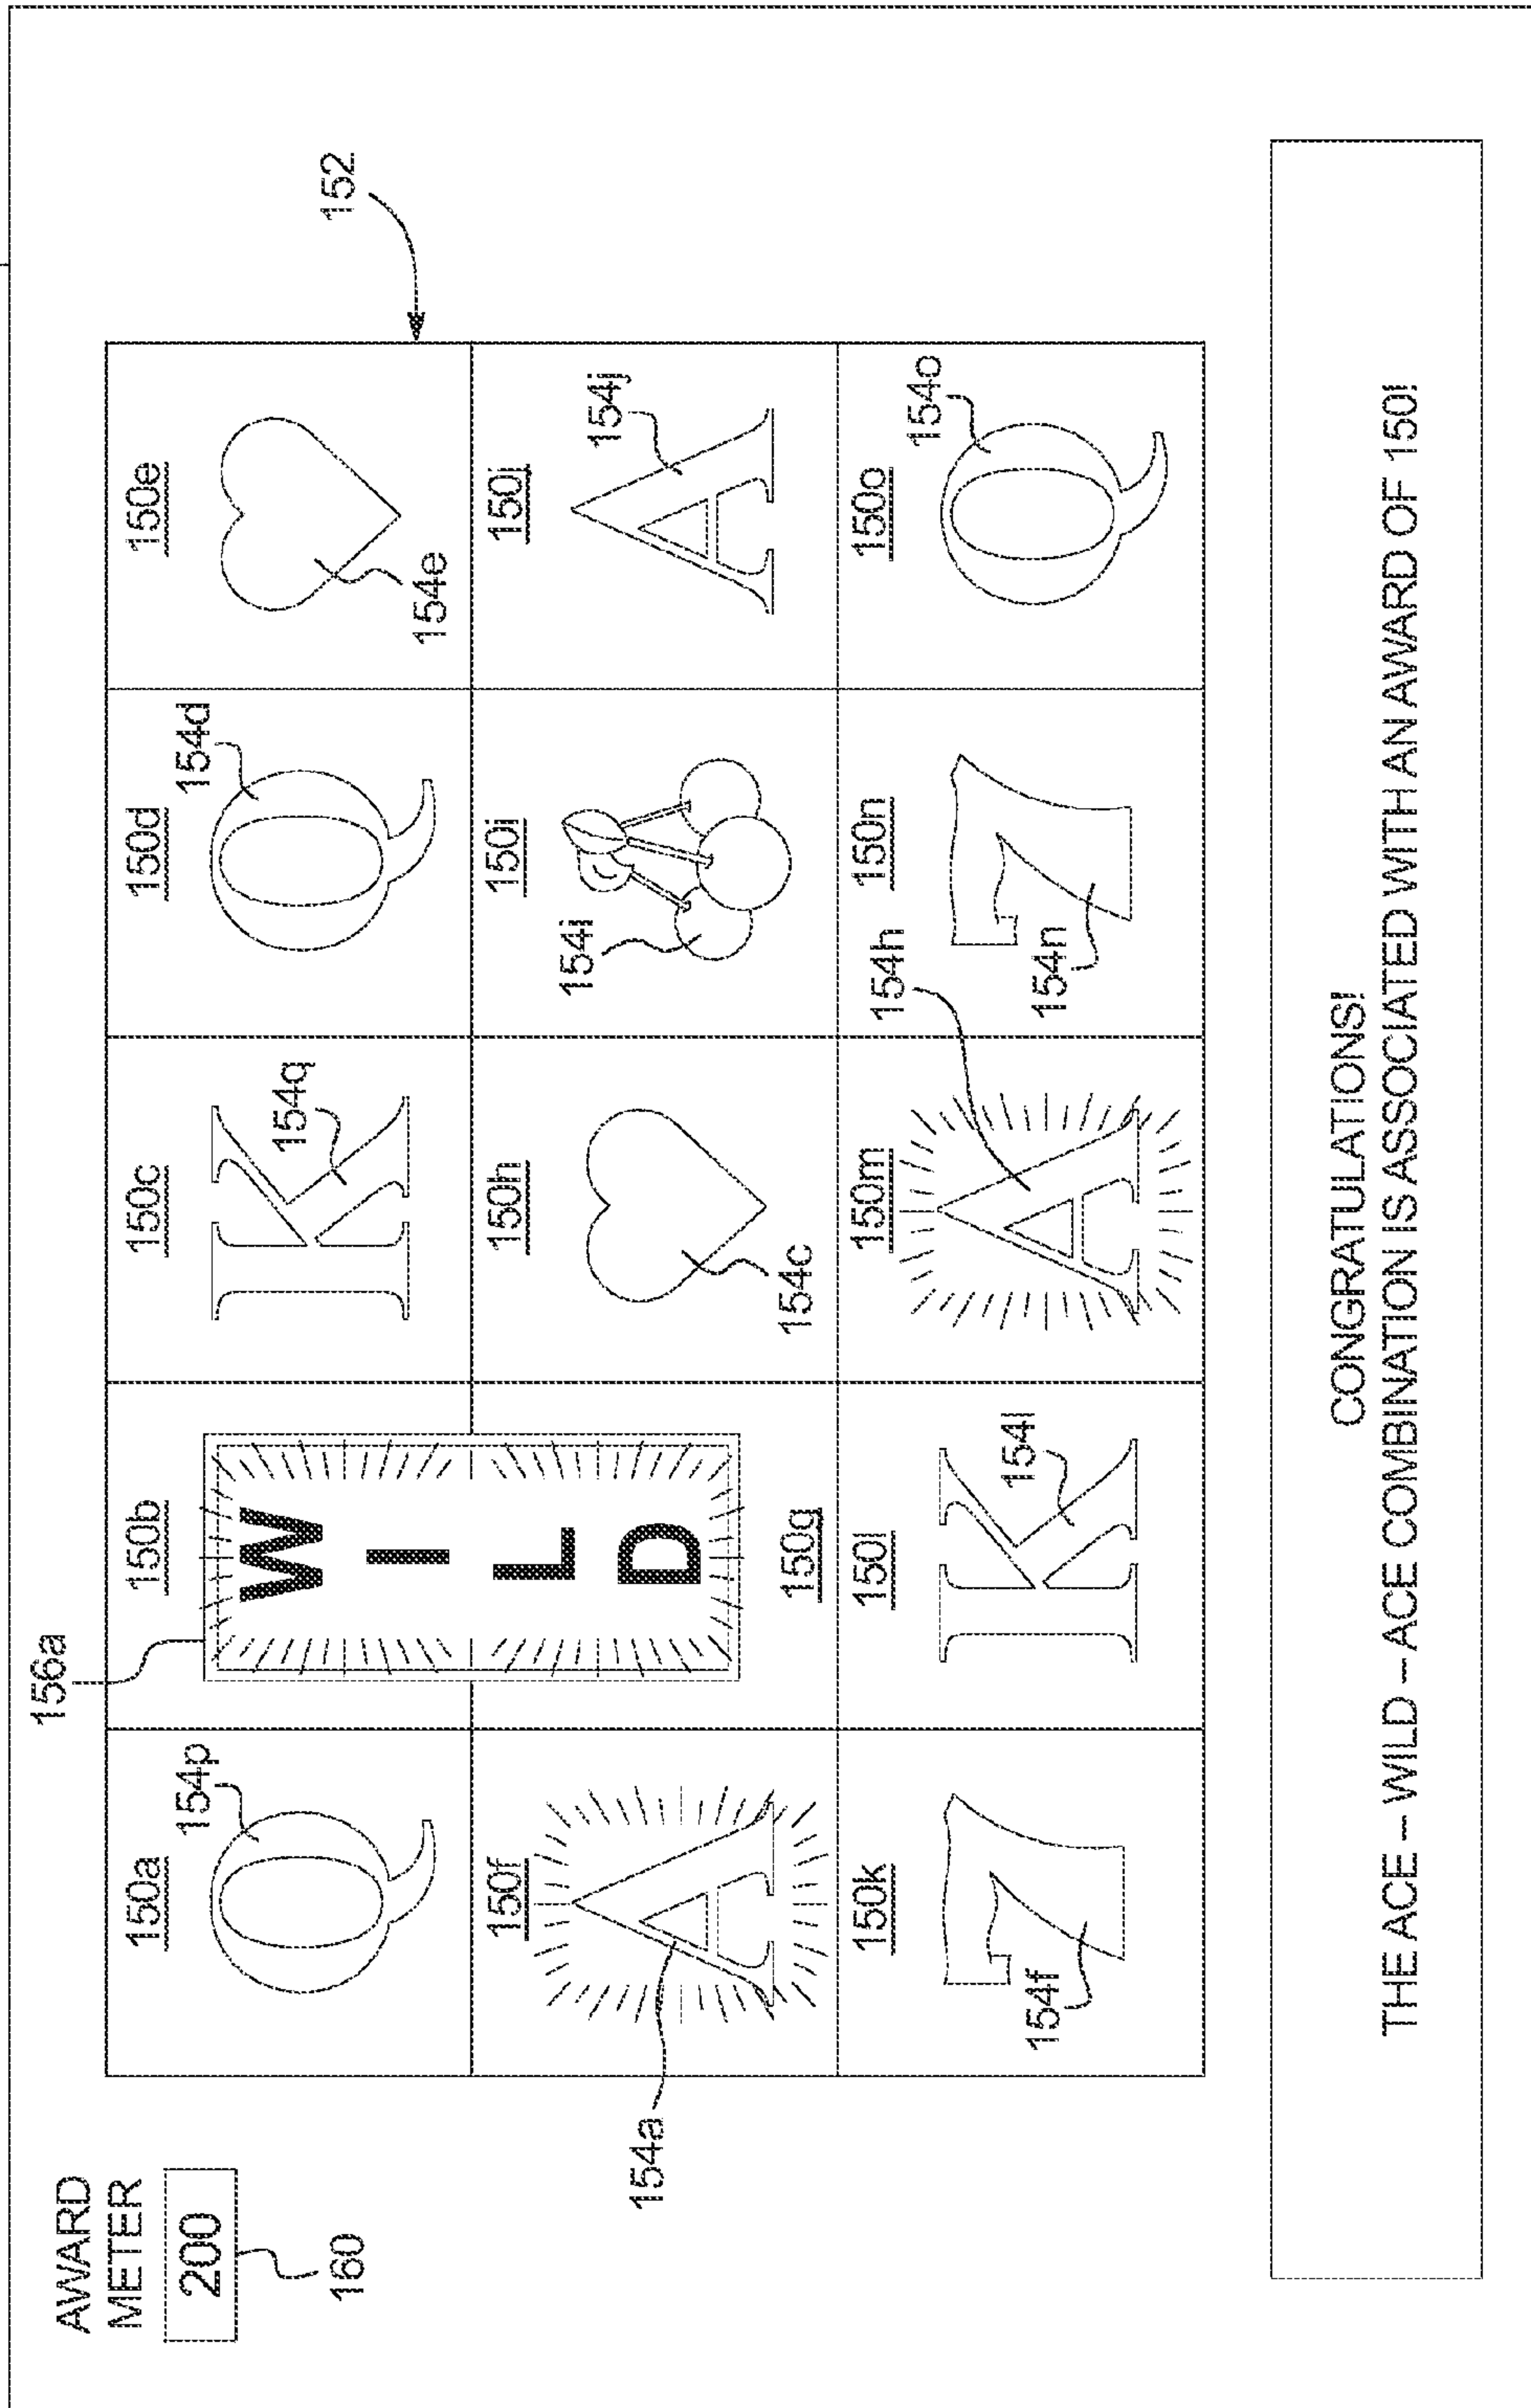 AWARD
METER
200
160
156a
152
150a
154p
Q
150b
W
I
L
D
150g
150c
K
154q
150d
154d
Q
150e
154e
150f
A
154a
150h
154c
150i
154i
150j
A
154j
150k
7
154f
150l
K
154l
150m
A
154h
150n
7
154n
150o
154o
Q
CONGRATULATIONS!
THE ACE – WILD – ACE COMBINATION IS ASSOCIATED WITH AN AWARD OF 150!